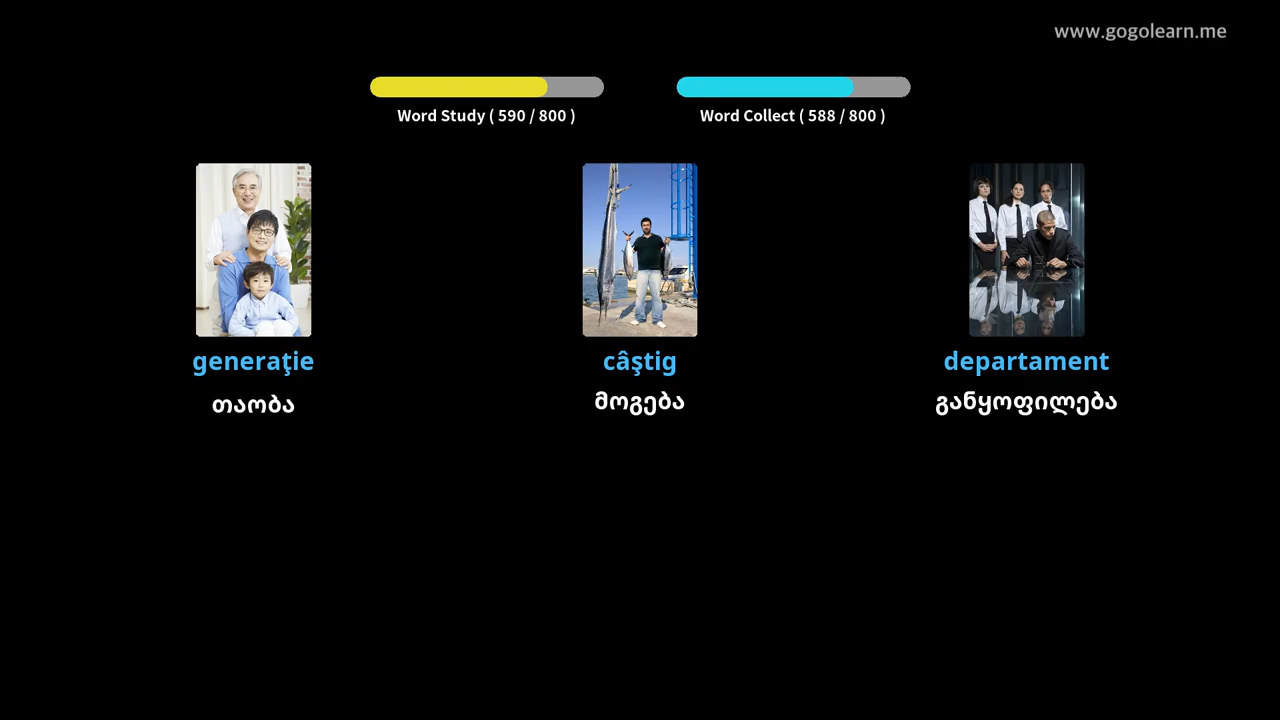 www.gogolearn.me
Word Study ( 590 / 800 )
Word Collect ( 588 / 800 )
generaţie
câştig
departament
თაობა
მოგება
განყოფილება